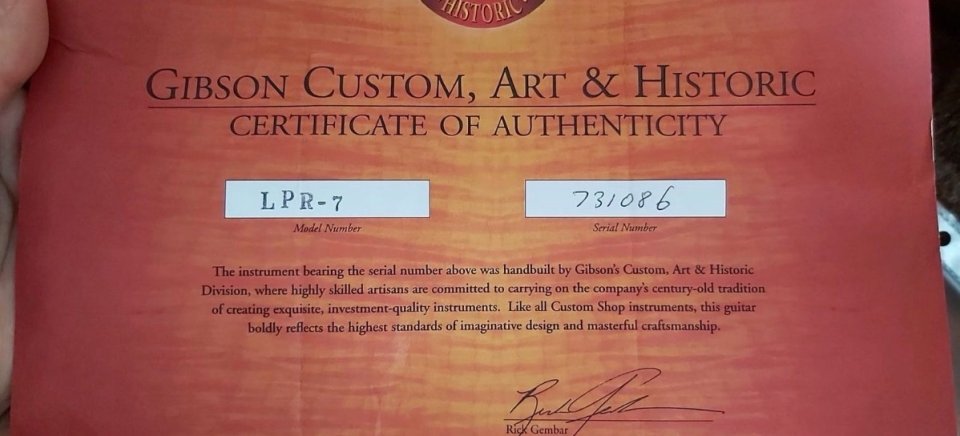 HISTORIC
GIBSON CUSTOM, ART & HISTORIC
CERTIFICATE OF AUTHENTICITY
LPR-7
731086
Model Number
Serial Number
The instrument bearing the serial number above was handbuilt by Gibson's Custom, Art & Historic
Division, where highly skilled artisans are committed to carrying on the company's century-old tradition
of creating exquisite, investment-quality instruments. Like all Custom Shop instruments, this guitar
boldly reflects the highest standards of imaginative design and masterful craftsmanship.
Rick Gembar